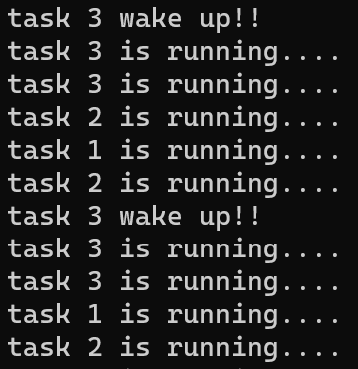 task 3 wake up!!
task 3 is running....
task 3 is running....
task 2 is running....
task 1 is running....
task 2 is running....
task 3 wake up!!
task 3 is running....
task 3 is running....
task 1 is running....
task 2 is running....